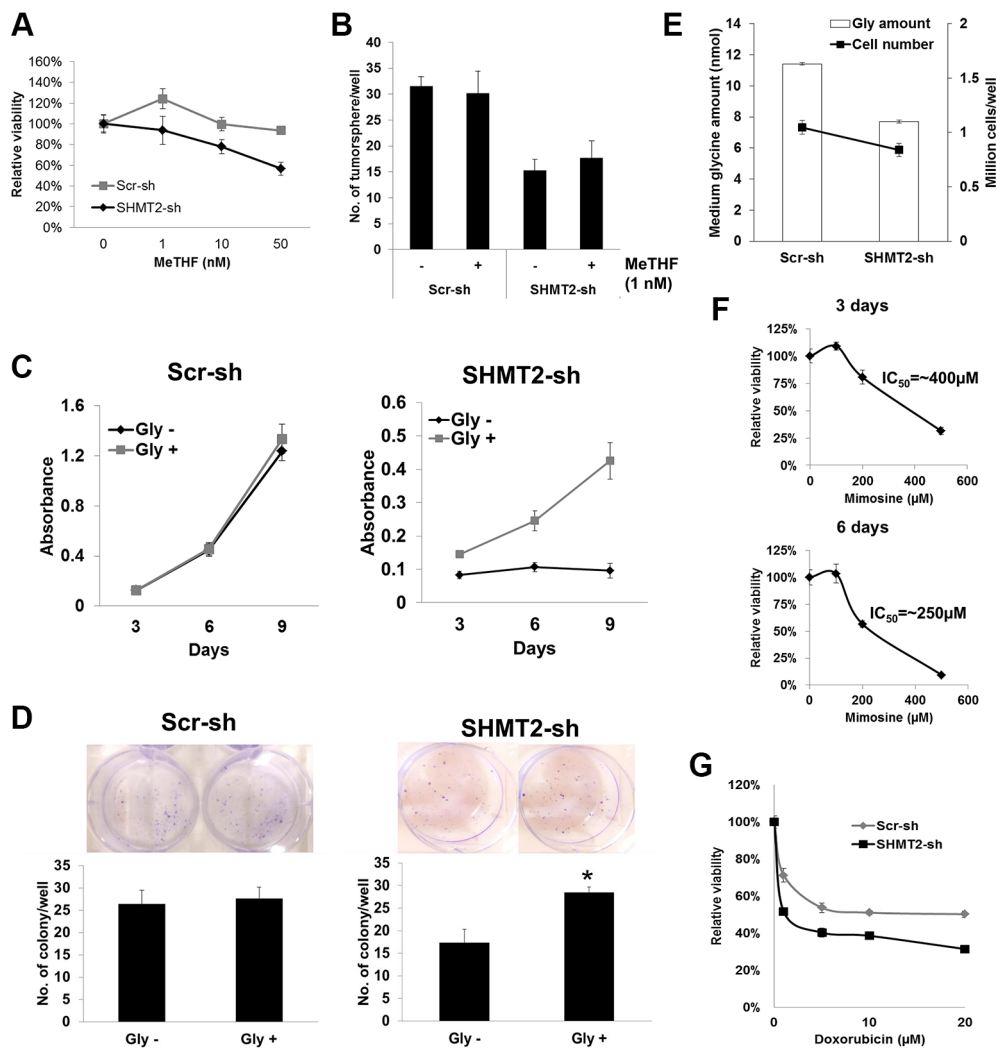 A
160%
140%
120%
100%
80%
60%
40%
20%
0%
Relative viability
Scr-sh
SHMT2-sh
0 1 10 50
MeTHF (nM)
B
40
35
30
25
20
15
10
5
0
No. of tumorsphere/well
- + - +
MeTHF
(1 nM)
Scr-sh SHMT2-sh
E
14
12
10
8
6
4
2
0
Medium glycine amount (nmol)
Gly amount
Cell number
2
1.5
1
0.5
0
Million cells/well
Scr-sh SHMT2-sh
C
Scr-sh
1.6
1.2
0.8
0.4
0
Absorbance
Gly -
Gly +
3 6 9
Days
SHMT2-sh
0.6
0.5
0.4
0.3
0.2
0.1
0
Absorbance
Gly -
Gly +
3 6 9
Days
F
3 days
125%
100%
75%
50%
25%
0%
Relative viability
IC50=~400µM
0 200 400 600
Mimosine (µM)
6 days
125%
100%
75%
50%
25%
0%
Relative viability
IC50=~250µM
0 200 400 600
Mimosine (µM)
D
Scr-sh
35
30
25
20
15
10
5
0
No. of colony/well
Gly - Gly +
SHMT2-sh
35
30
25
20
15
10
5
0
No. of colony/well
*
Gly - Gly +
G
120%
100%
80%
60%
40%
20%
0%
Relative viability
Scr-sh
SHMT2-sh
0 10 20
Doxorubicin (µM)